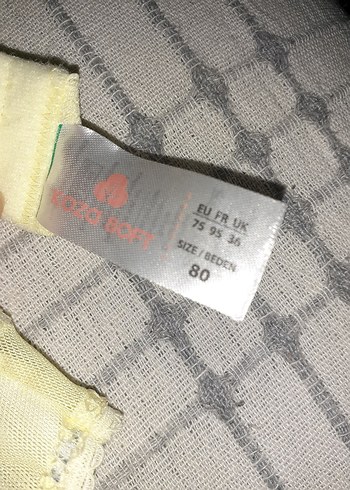 koza soft
EU FR UK
75 95 36
SIZE / BEDEN
80